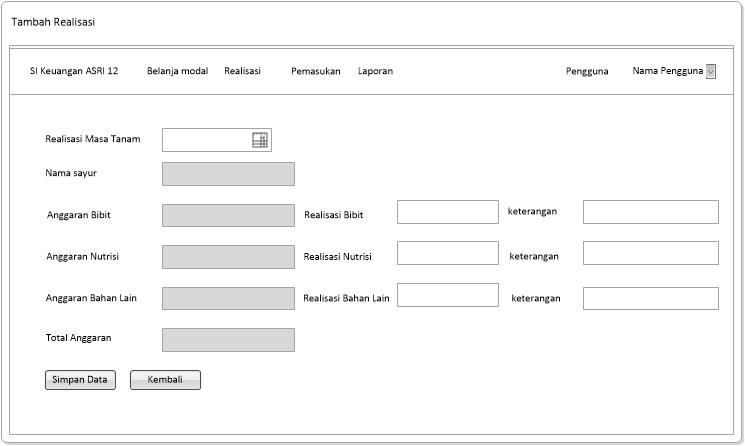 Tambah Realisasi
SI Keuangan ASRI 12 Belanja modal Realisasi Pemasukan Laporan Pengguna Nama Pengguna
Realisasi Masa Tanam
Nama sayur
Anggaran Bibit Realisasi Bibit keterangan
Anggaran Nutrisi Realisasi Nutrisi keterangan
Anggaran Bahan Lain Realisasi Bahan Lain keterangan
Total Anggaran
Simpan Data Kembali